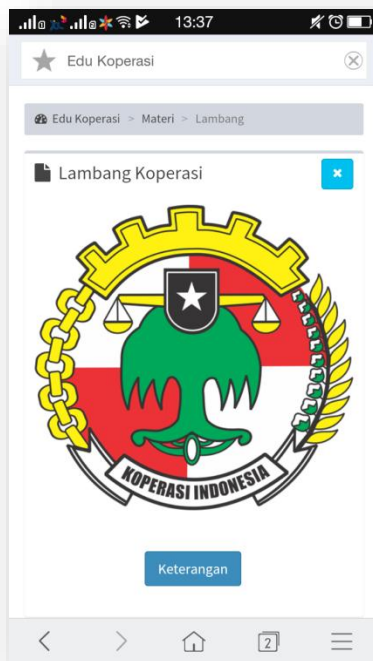 13:37
Edu Koperasi
Edu Koperasi > Materi > Lambang
Lambang Koperasi
KOPERASI INDONESIA
Keterangan
2